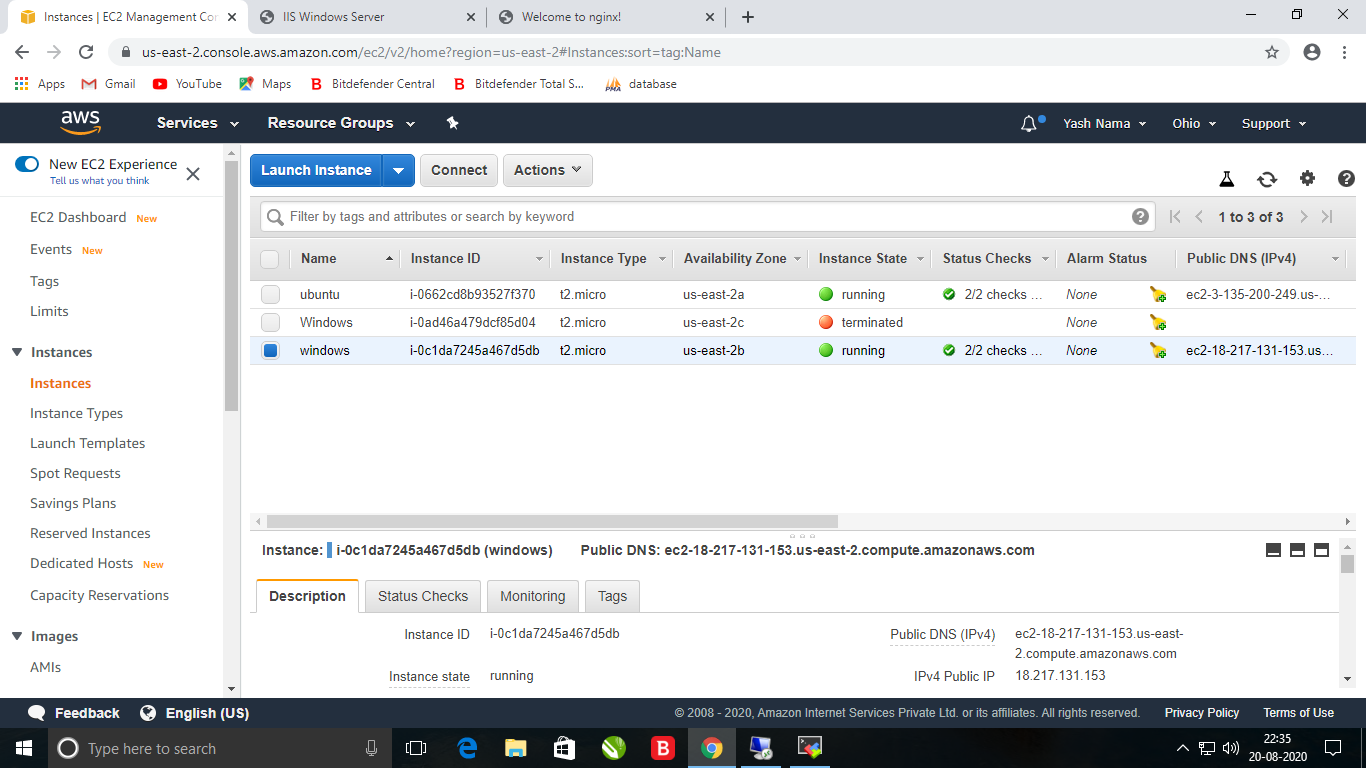 Instances | EC2 Management Con
IIS Windows Server
Welcome to nginx!
us-east-2.console.aws.amazon.com/ec2/v2/home?region=us-east-2#Instances:sort=tag:Name
Apps Gmail YouTube Maps Bitdefender Central Bitdefender Total S... database
aws Services Resource Groups Yash Nama Ohio Support
New EC2 Experience
Tell us what you think
EC2 Dashboard New
Events New
Tags
Limits
Instances
Instances
Instance Types
Launch Templates
Spot Requests
Savings Plans
Reserved Instances
Dedicated Hosts New
Capacity Reservations
Images
AMIs
Launch Instance Connect Actions
Filter by tags and attributes or search by keyword
1 to 3 of 3
Name Instance ID Instance Type Availability Zone Instance State Status Checks Alarm Status Public DNS (IPv4)
ubuntu i-0662cd8b93527f370 t2.micro us-east-2a running 2/2 checks ... None ec2-3-135-200-249.us-...
Windows i-0ad46a479dcf85d04 t2.micro us-east-2c terminated None
windows i-0c1da7245a467d5db t2.micro us-east-2b running 2/2 checks ... None ec2-18-217-131-153.us...
Instance: i-0c1da7245a467d5db (windows) Public DNS: ec2-18-217-131-153.us-east-2.compute.amazonaws.com
Description Status Checks Monitoring Tags
Instance ID i-0c1da7245a467d5db
Public DNS (IPv4) ec2-18-217-131-153.us-east-
2.compute.amazonaws.com
Instance state running
IPv4 Public IP 18.217.131.153
Feedback English (US)
© 2008 - 2020, Amazon Internet Services Private Ltd. or its affiliates. All rights reserved. Privacy Policy Terms of Use
Type here to search
22:35
20-08-2020